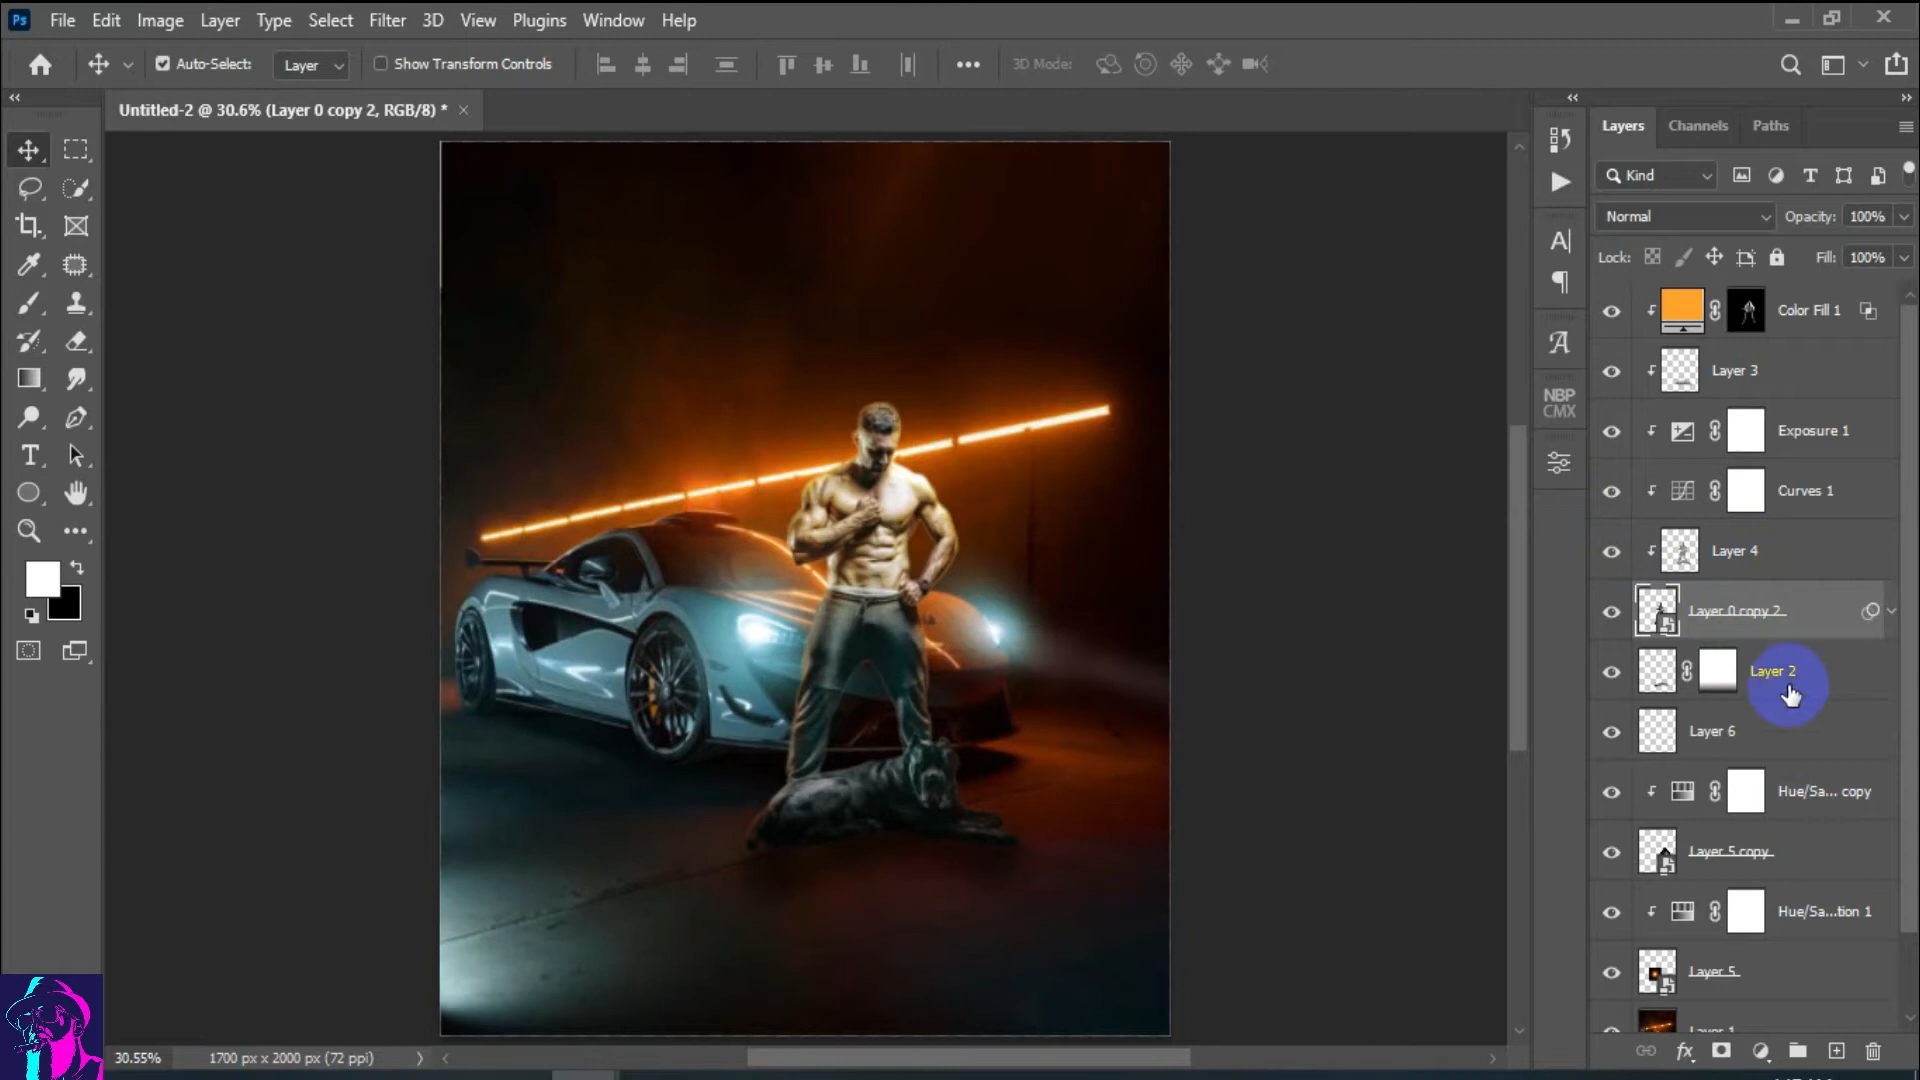 Ps File Edit Image Layer Type Select Filter 3D View Plugins Window Help
Auto-Select: Layer Show Transform Controls 3D Mode:
Untitled-2 @ 30.6% (Layer 0 copy 2, RGB/8) *
Layers Channels Paths
Kind
Normal Opacity: 100%
Lock: Fill: 100%
Color Fill 1
Layer 3
NBP
CMX
Exposure 1
Curves 1
Layer 4
Layer 0 copy 2
Layer 2
Layer 6
Hue/Sa... copy
Layer 5 copy
Hue/Sa...tion 1
Layer 5
Layer 1
30.55% 1700 px x 2000 px (72 ppi)